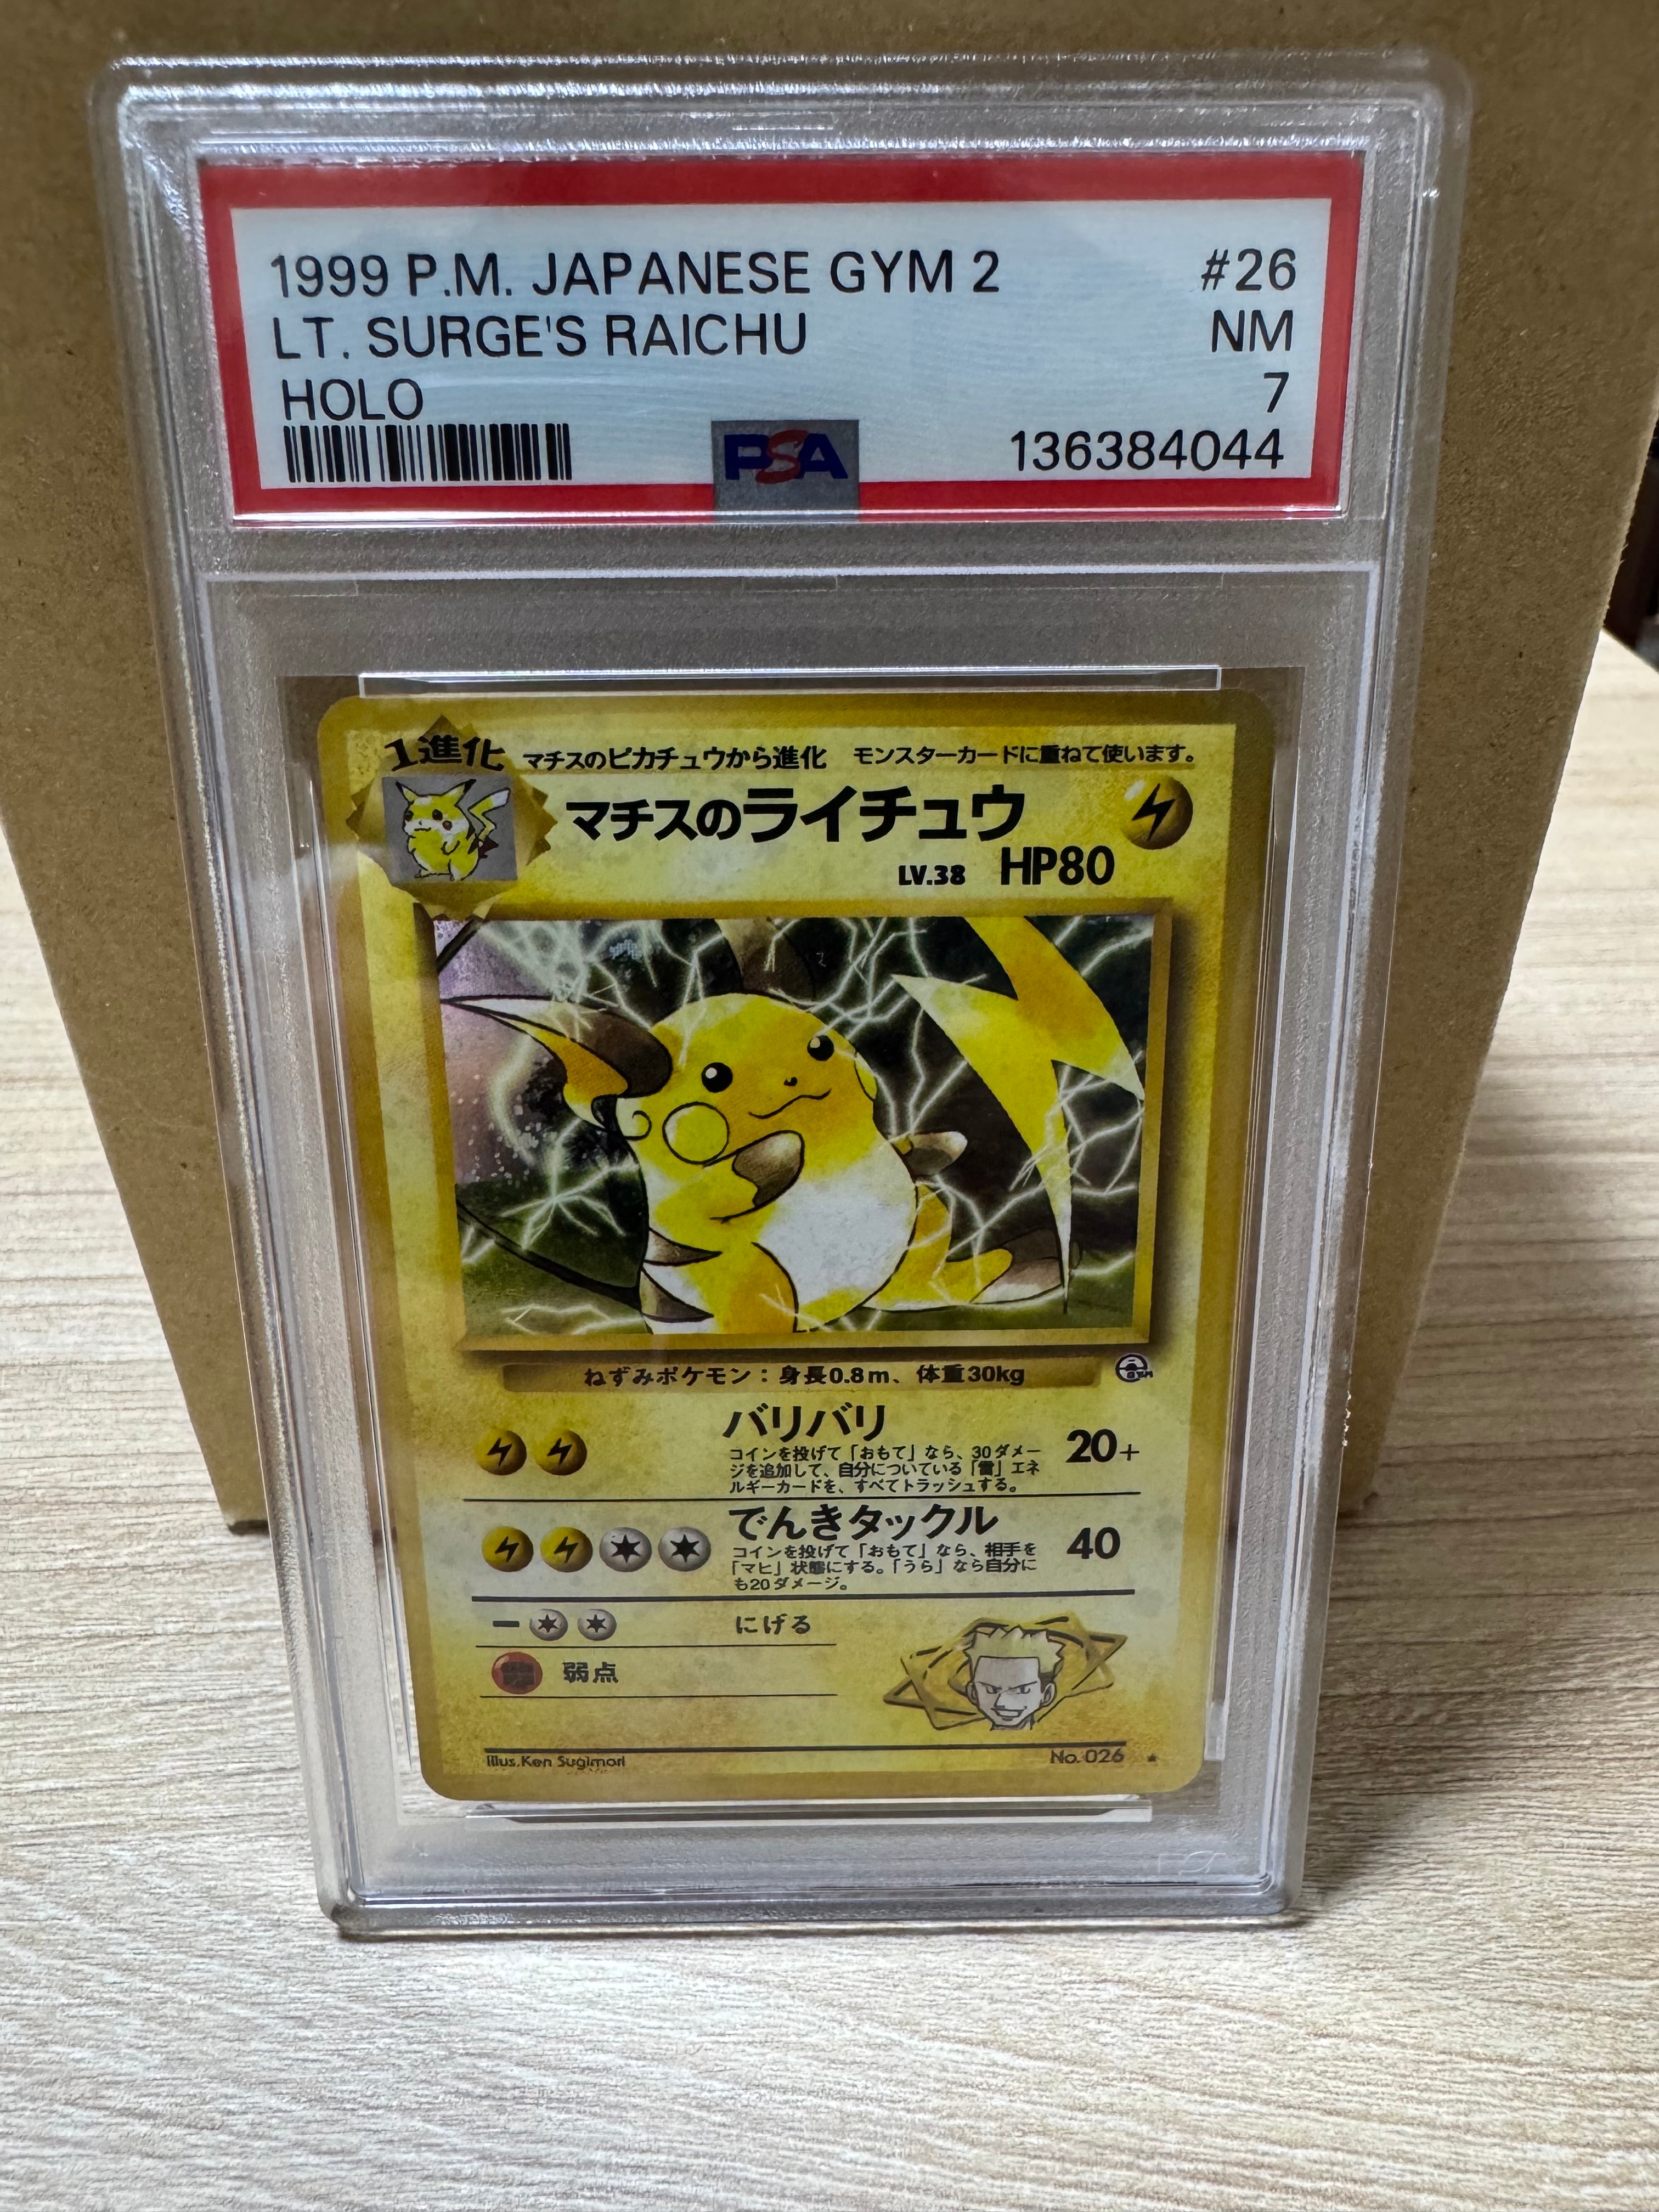 1999 P.M. JAPANESE GYM 2 #26
LT. SURGE'S RAICHU NM
HOLO 7
PSA 136384044
1進化 マチスのピカチュウから進化 モンスターカードに重ねて使います。
マチスのライチュウ
LV.38 HP80
ねずみポケモン：身長0.8m、体重30kg
GYM
バリバリ
コインを投げて「おもて」なら、30ダメー
ジを追加して、自分についている「雷」エネ
ルギーカードを、すべてトラッシュする。
20+
でんきタックル
コインを投げて「おもて」なら、相手を
「マヒ」状態にする。「うら」なら自分に
も20ダメージ。
40
にげる
弱点
Illus.Ken Sugimori No.026 ★